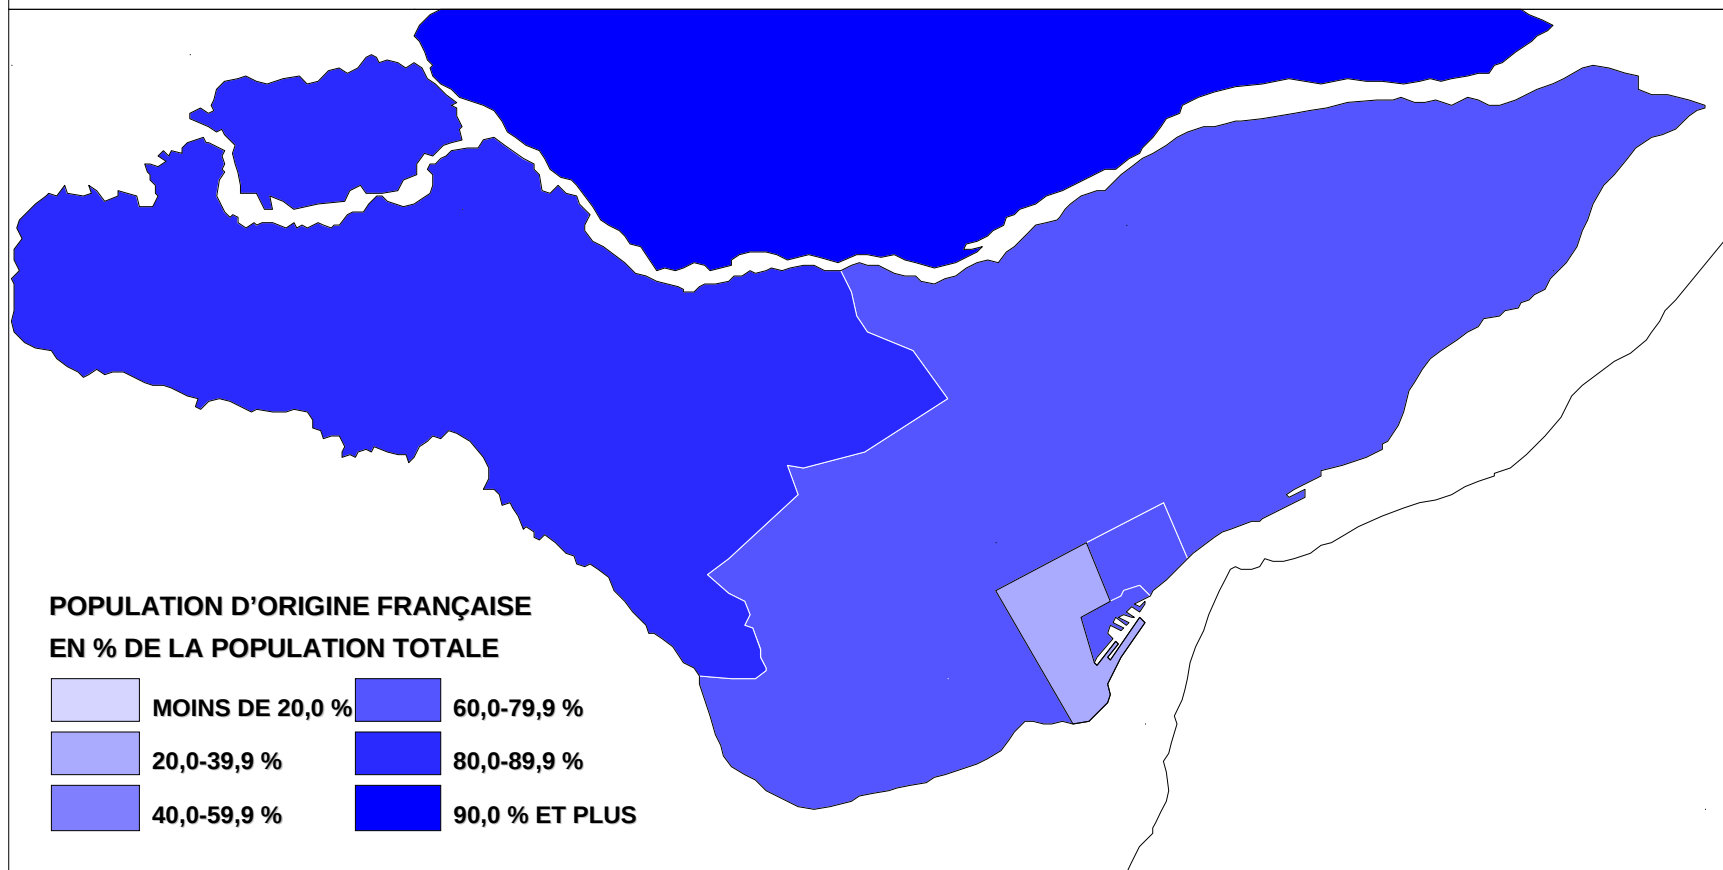 POPULATION D’ORIGINE FRANÇAISE
EN % DE LA POPULATION TOTALE
MOINS DE 20,0 %
20,0-39,9 %
40,0-59,9 %
60,0-79,9 %
80,0-89,9 %
90,0 % ET PLUS